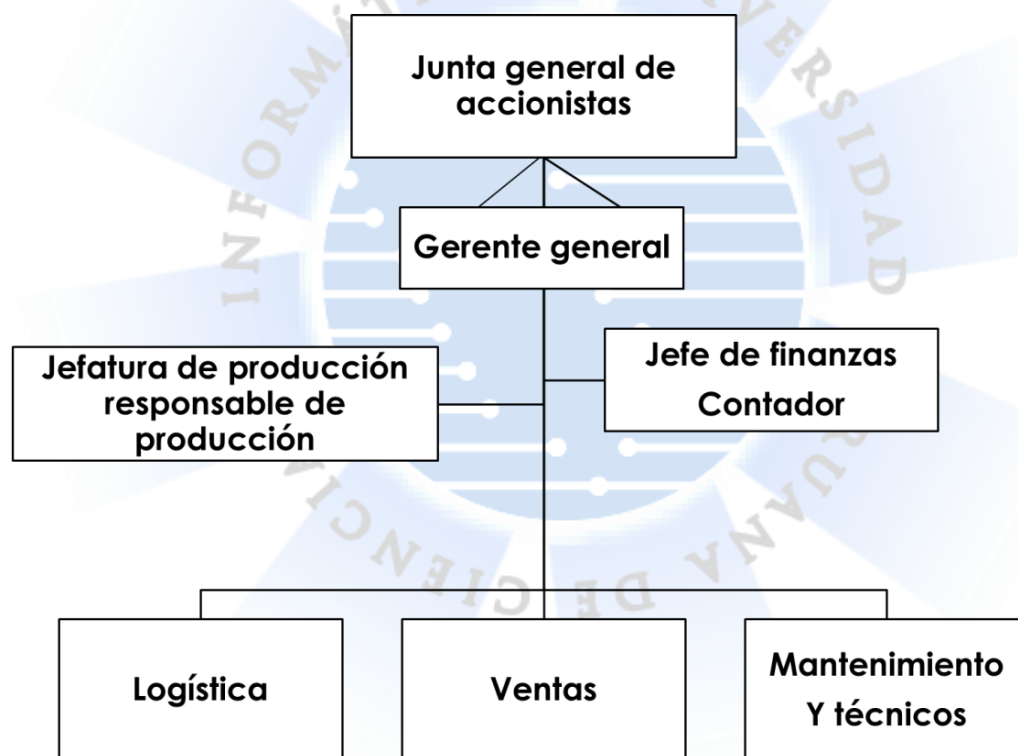 Junta general de
accionistas
Gerente general
Jefatura de producción
responsable de
producción
Jefe de finanzas
Contador
Logística
Ventas
Mantenimiento
Y técnicos